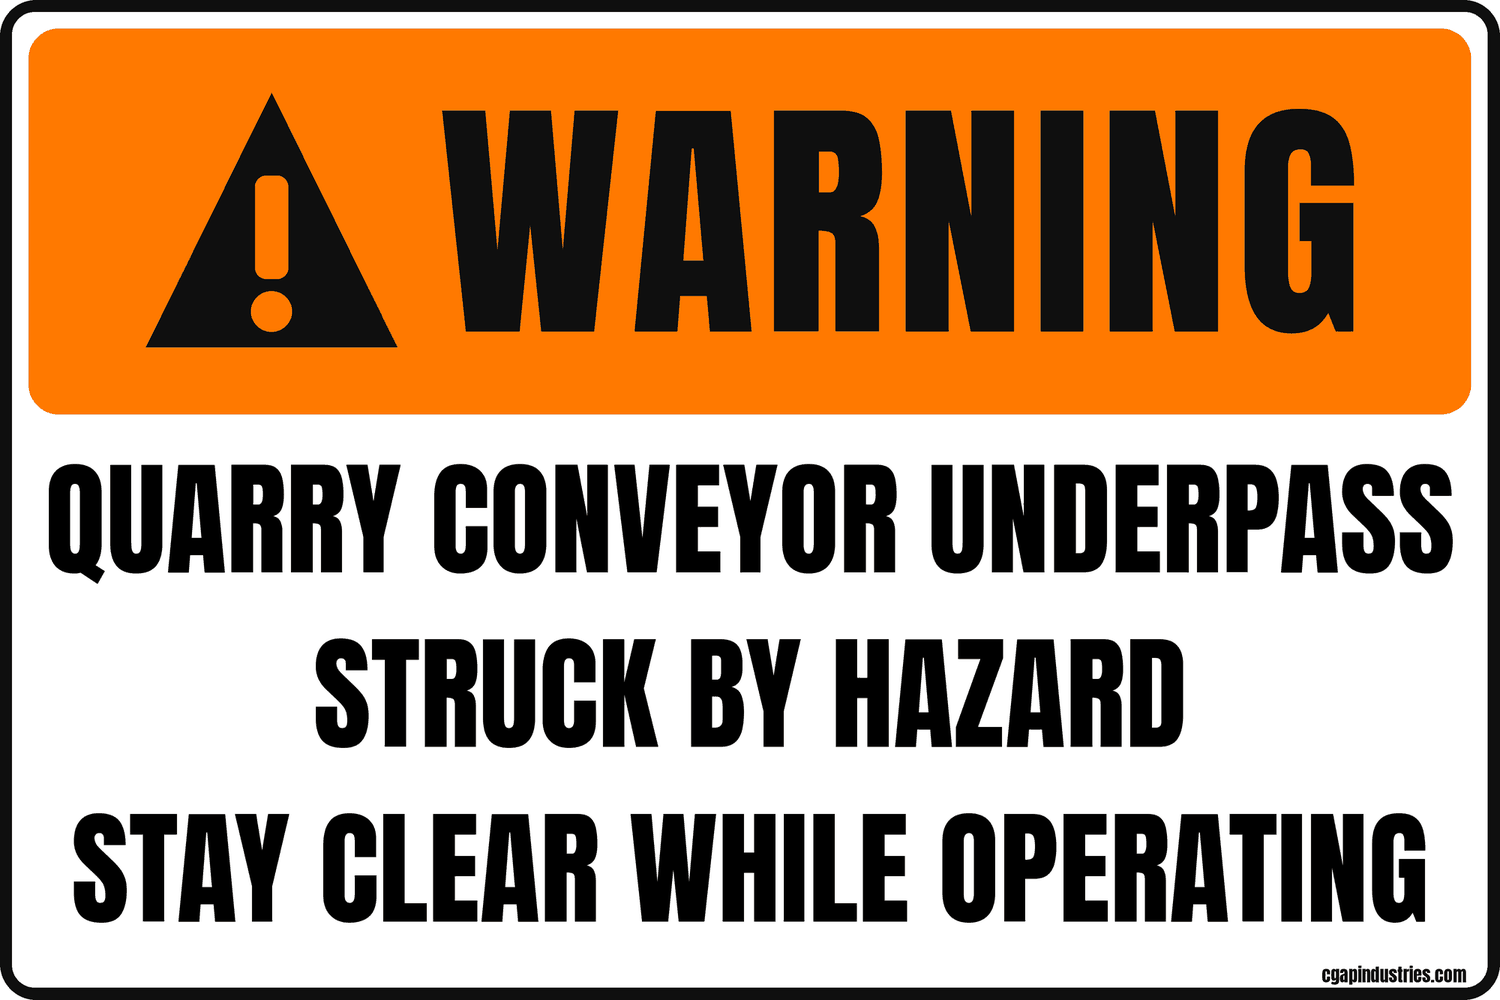 WARNING
QUARRY CONVEYOR UNDERPASS
STRUCK BY HAZARD
STAY CLEAR WHILE OPERATING
cgapindustries.com